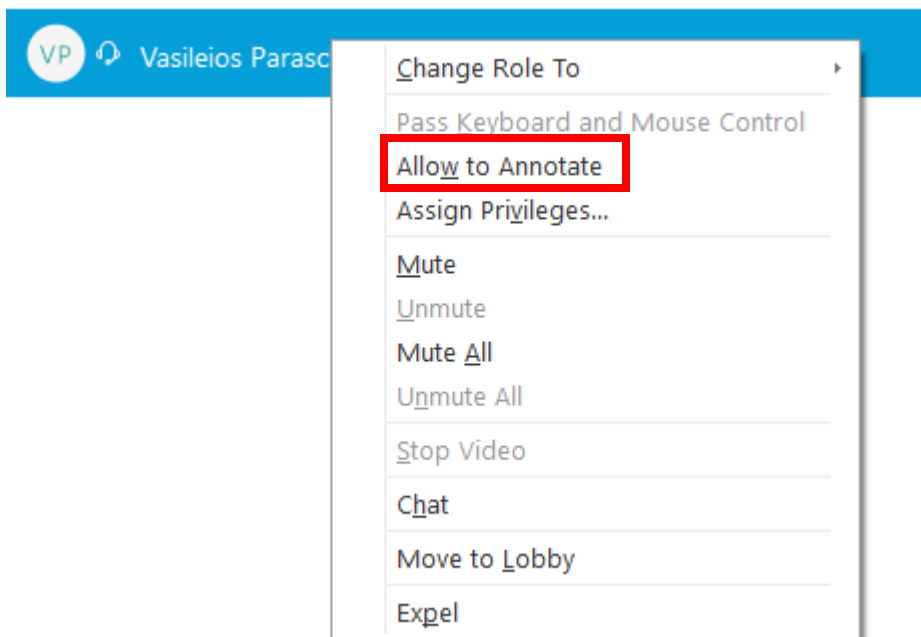 VP Vasileios Parasc
Change Role To
Pass Keyboard and Mouse Control
Allow to Annotate
Assign Privileges...
Mute
Unmute
Mute All
Unmute All
Stop Video
Chat
Move to Lobby
Expel